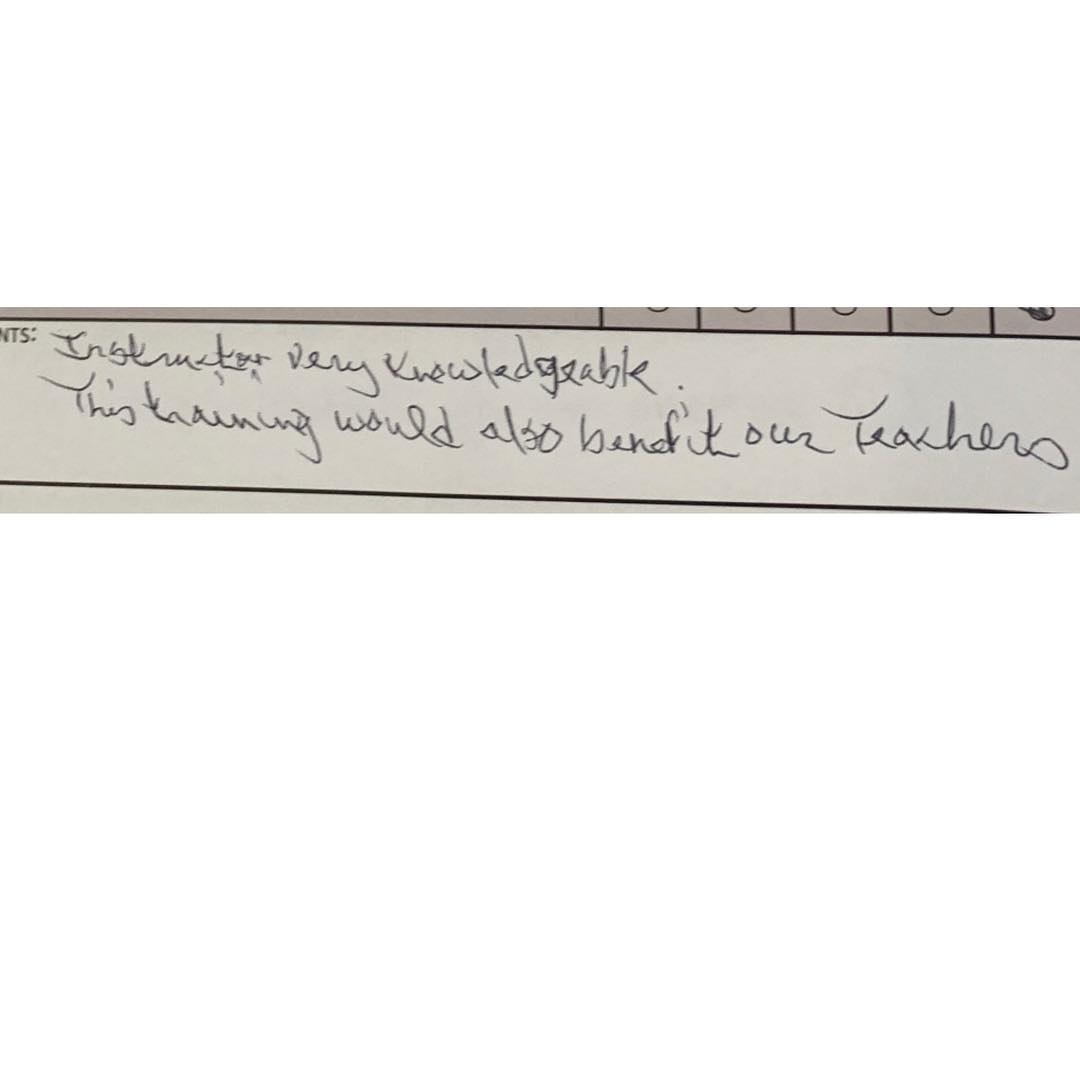 NTS: Instructor very knowledgeable.
This training would also benefit our Teachers